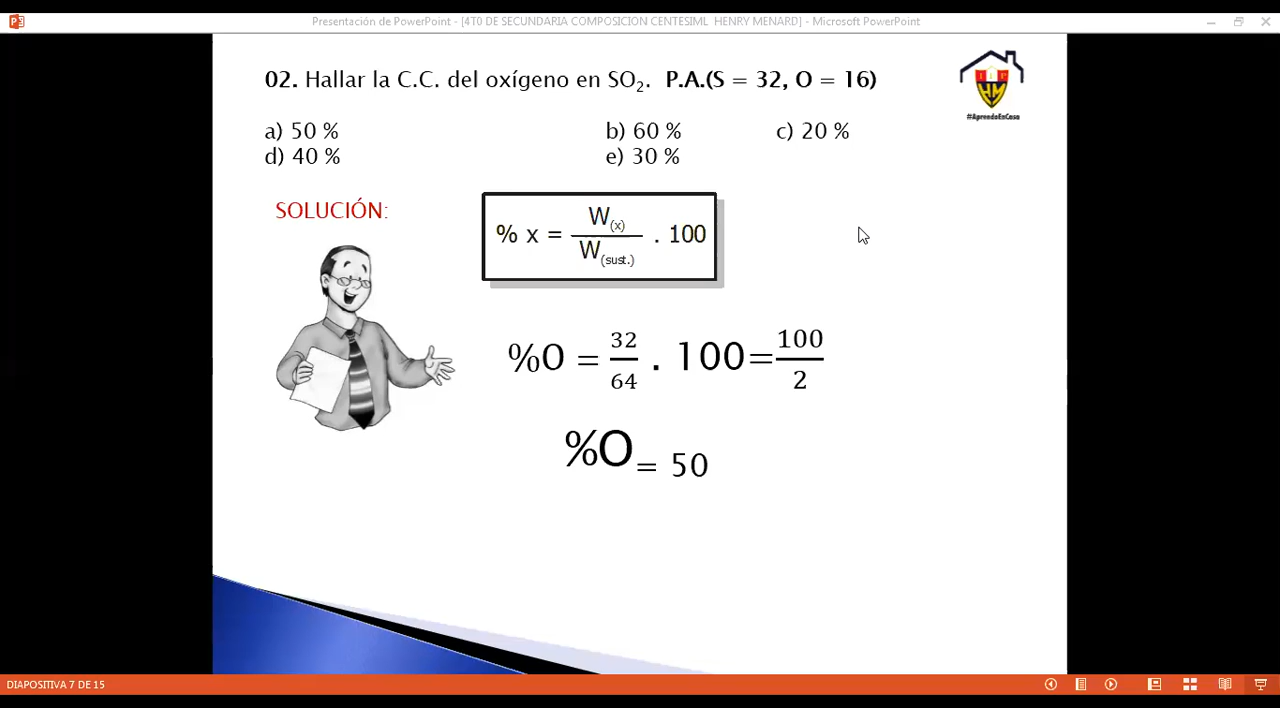 Presentación de PowerPoint - [4T0 DE SECUNDARIA COMPOSICION CENTESIML HENRY MENARD] - Microsoft PowerPoint
02. Hallar la C.C. del oxígeno en SO₂. P.A.(S = 32, O = 16)
a) 50 % b) 60 % c) 20 %
d) 40 % e) 30 %
#AprendoEnCasa
SOLUCIÓN:
% x = W(x) / W(sust.) . 100
%O = 32/64 . 100 = 100/2
%O = 50
DIAPOSITIVA 7 DE 15